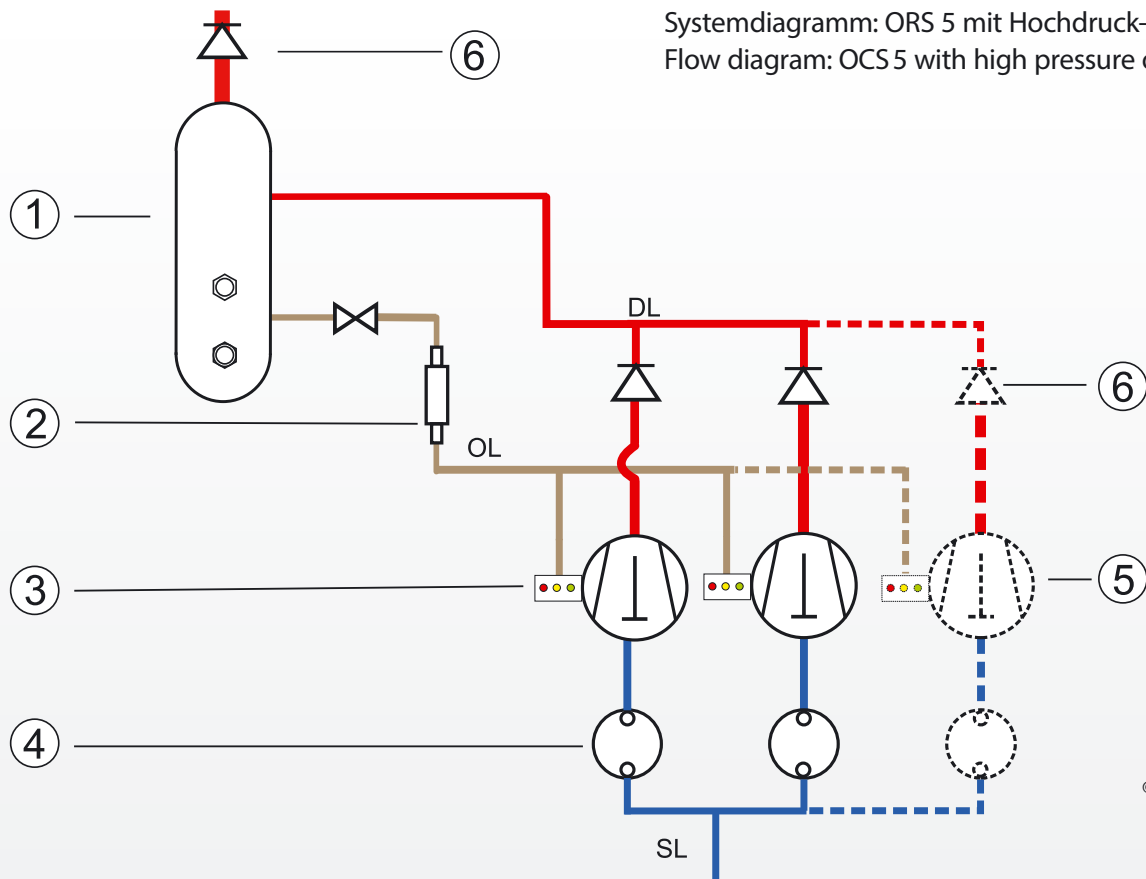 Systemdiagramm: ORS 5 mit Hochdruck-
Flow diagram: OCS 5 with high pressure
6
1
DL
6
2
OL
3
5
4
SL
©